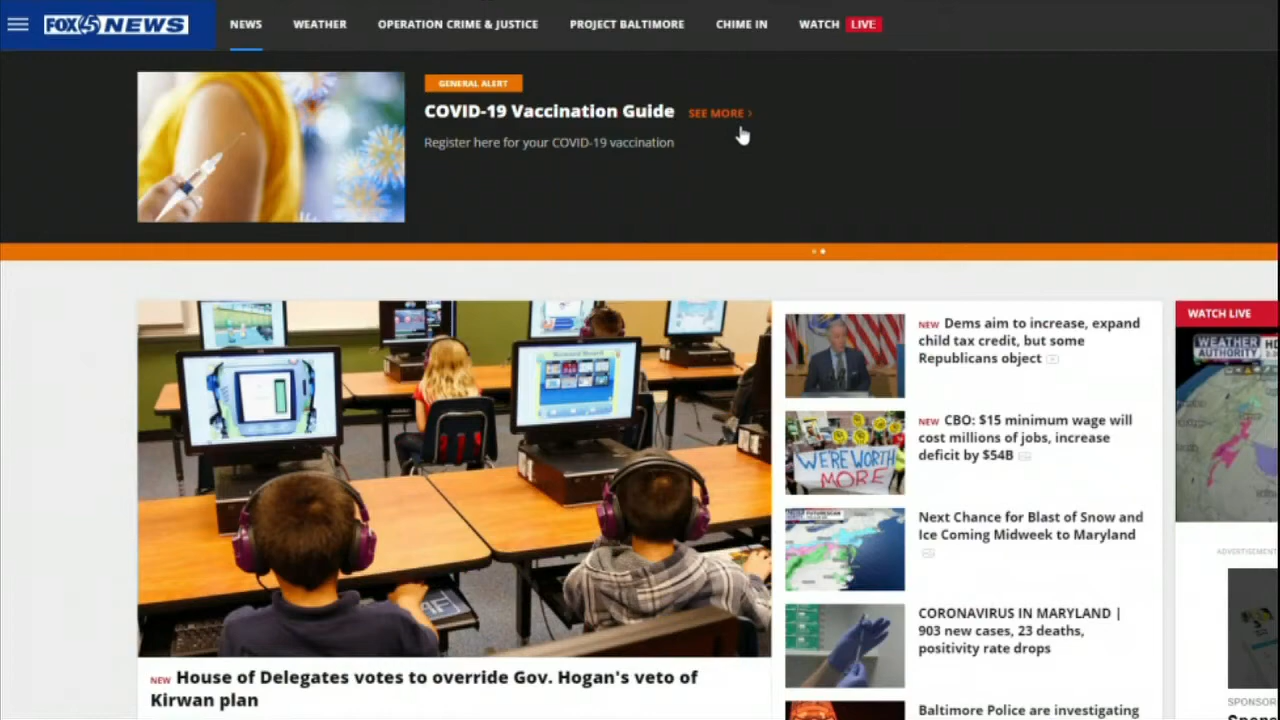 FOX45 NEWS
NEWS
WEATHER
OPERATION CRIME & JUSTICE
PROJECT BALTIMORE
CHIME IN
WATCH LIVE
GENERAL ALERT
COVID-19 Vaccination Guide SEE MORE >
Register here for your COVID-19 vaccination
NEW House of Delegates votes to override Gov. Hogan's veto of
Kirwan plan
WE'RE WORTH
MORE
NEW Dems aim to increase, expand
child tax credit, but some
Republicans object
NEW CBO: $15 minimum wage will
cost millions of jobs, increase
deficit by $54B
Next Chance for Blast of Snow and
Ice Coming Midweek to Maryland
CORONAVIRUS IN MARYLAND |
903 new cases, 23 deaths,
positivity rate drops
Baltimore Police are investigating
WATCH LIVE
WEATHER
AUTHORITY
ADVERTISEMENT
SPONSOR